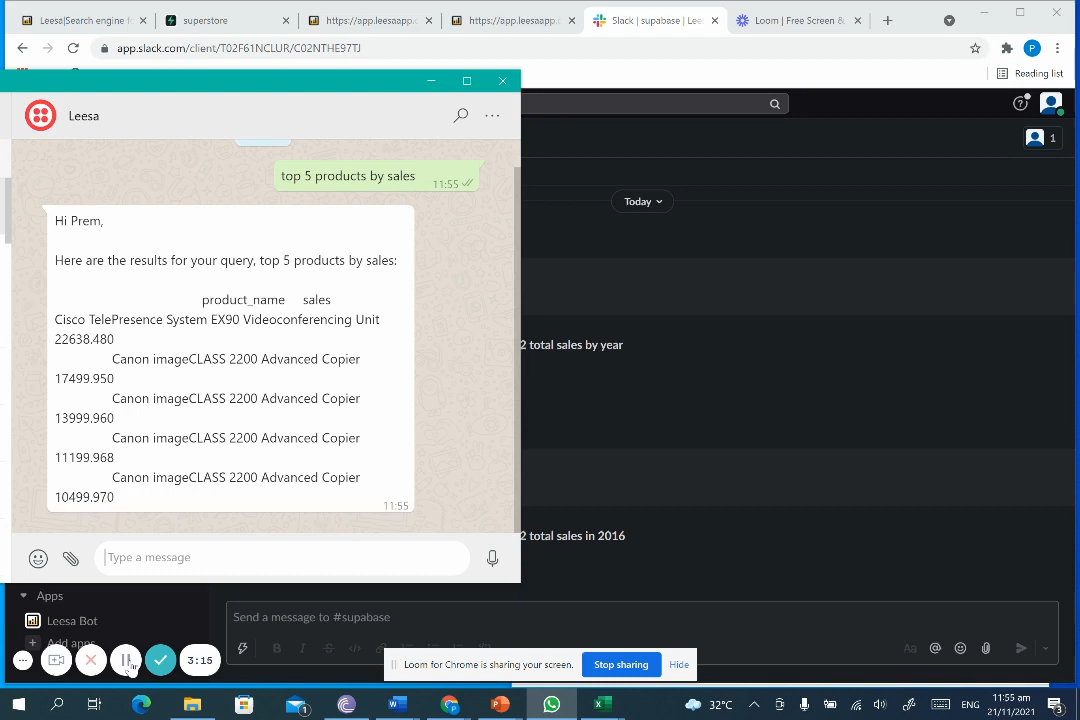 Leesa|Search engine f
superstore
https://app.leesaapp.c
https://app.leesaapp.c
Slack | supabase | Lee
Loom | Free Screen &
app.slack.com/client/T02F61NCLUR/C02NTHE97TJ
P
Reading list
Leesa
1
top 5 products by sales
11:55
Today
Hi Prem,
Here are the results for your query, top 5 products by sales:
product_name sales
Cisco TelePresence System EX90 Videoconferencing Unit
22638.480
2 total sales by year
Canon imageCLASS 2200 Advanced Copier
17499.950
Canon imageCLASS 2200 Advanced Copier
13999.960
Canon imageCLASS 2200 Advanced Copier
11199.968
Canon imageCLASS 2200 Advanced Copier
10499.970
11:55
2 total sales in 2016
Type a message
Apps
Leesa Bot
Add apps
Send a message to #supabase
B I S </>
Aa @
3:15
Loom for Chrome is sharing your screen.
Stop sharing
Hide
32°C
ENG
11:55 am
21/11/2021
3